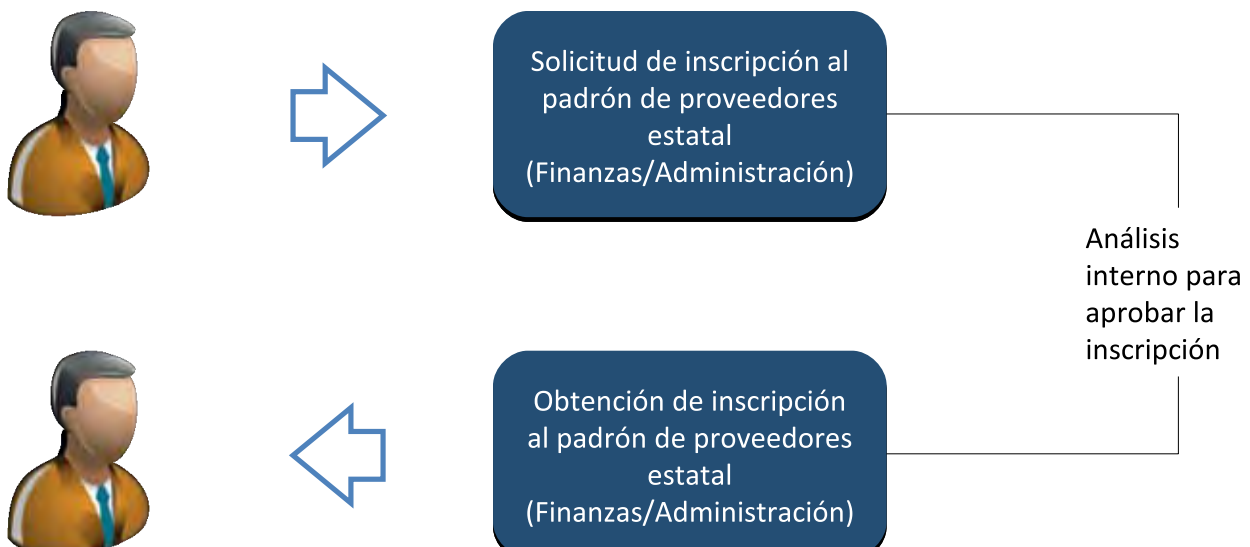 Solicitud de inscripción al
padrón de proveedores
estatal
(Finanzas/Administración)
Análisis
interno para
aprobar la
inscripción
Obtención de inscripción
al padrón de proveedores
estatal
(Finanzas/Administración)